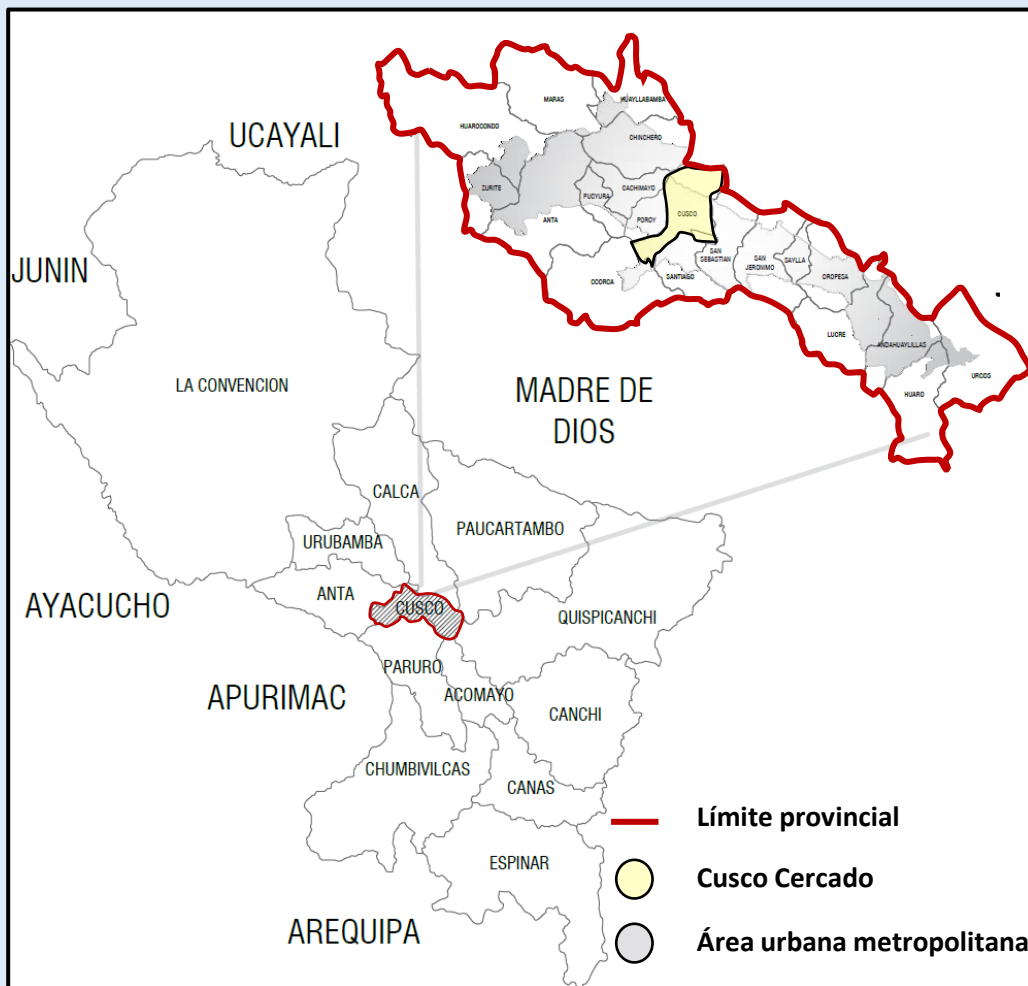 MARAS
HUAYLLABAMBA
HUAROCONDO
CHINCHERO
UCAYALI
ZURITE
CACHIMAYO
PUCYURA
ANTA
POROY
CUSCO
SAN
SEBASTIAN
SAN
JERONIMO
SAYLLA
OROPESA
CCORCA
SANTIAGO
LUCRE
ANDAHUAYLILLAS
URCOS
HUARO
JUNIN
LA CONVENCION
MADRE DE
DIOS
CALCA
PAUCARTAMBO
URUBAMBA
ANTA
CUSCO
AYACUCHO
QUISPICANCHI
PARURO
ACOMAYO
APURIMAC
CANCHI
CHUMBIVILCAS
CANAS
ESPINAR
AREQUIPA
Límite provincial
Cusco Cercado
Área urbana metropolitana